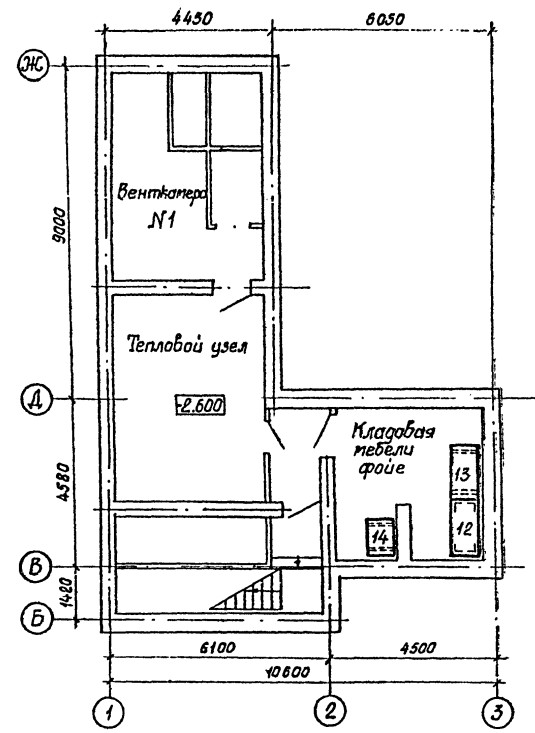 4450
6050
Ж
Венткамера
N1
9000
Тепловой узел
-2.600
Д
Кладовая
мебели
фойе
13
12
14
4580
В
1420
Б
6100
4500
10600
1
2
3